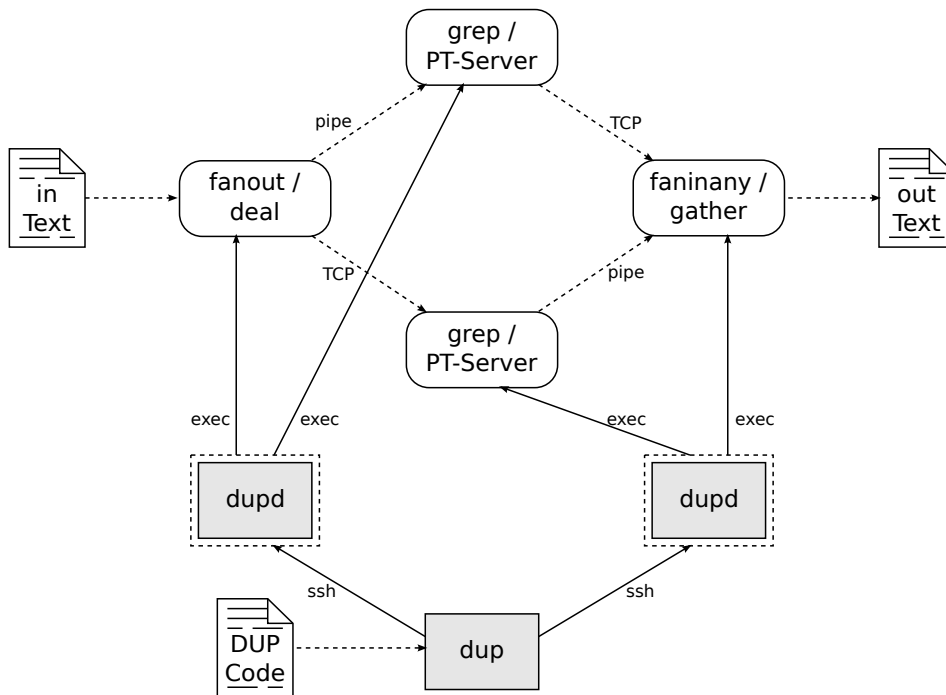 grep /
PT-Server
pipe
TCP
in
Text
fanout /
deal
faninany /
gather
out
Text
TCP
pipe
grep /
PT-Server
exec
exec
exec
exec
dupd
dupd
ssh
ssh
DUP
Code
dup